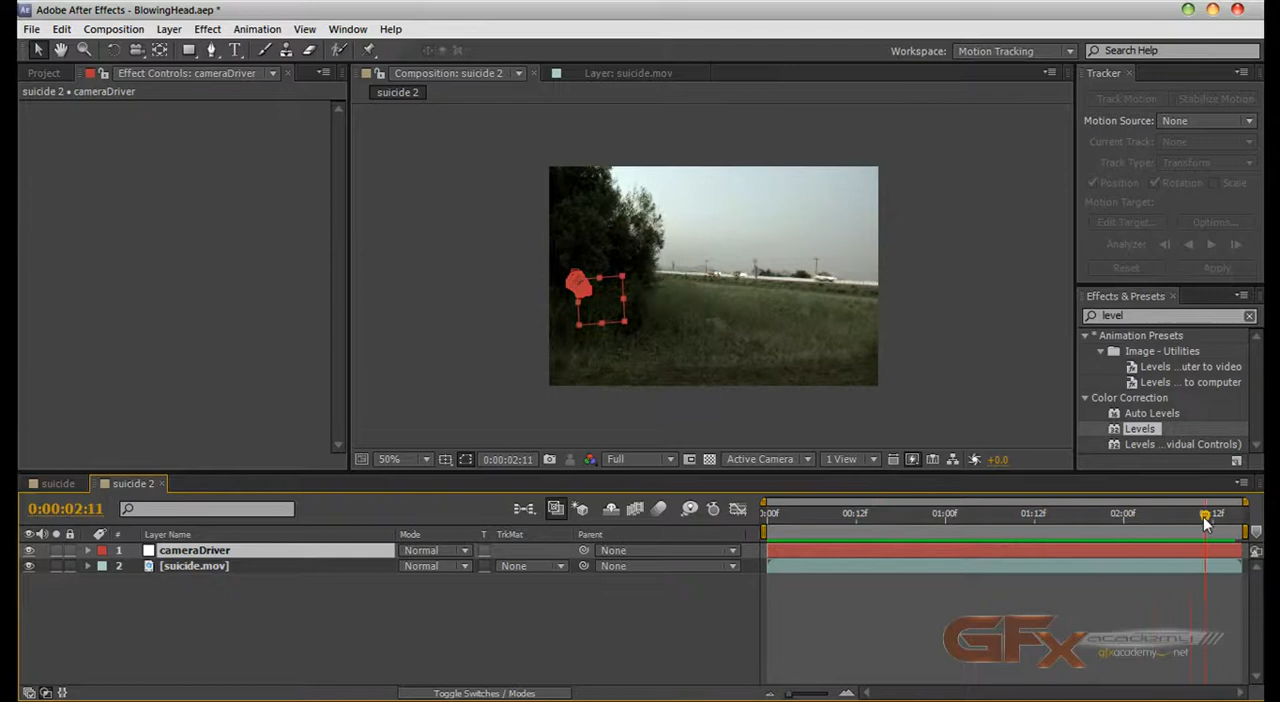 Ae Adobe After Effects - BlowingHead.aep *
File Edit Composition Layer Effect Animation View Window Help
Workspace: Motion Tracking Search Help
Project Effect Controls: cameraDriver Composition: suicide 2 Layer: suicide.mov Tracker
suicide 2 • cameraDriver suicide 2
Track Motion Stabilize Motion
Motion Source: None
Current Track: None
Track Type: Transform
Position Rotation Scale
Motion Target:
Edit Target... Options...
Analyzer
Reset Apply
Effects & Presets
level
* Animation Presets
Image - Utilities
Levels ...uter to video
Levels ... to computer
Color Correction
Auto Levels
Levels
Levels ...vidual Controls)
50% 0:00:02:11 Full Active Camera 1 View +0.0
suicide suicide 2
0:00:02:11
:00f 00:12f 01:00f 01:12f 02:00f 12f
# Layer Name Mode T TrkMat Parent
1 cameraDriver Normal None
2 [suicide.mov] Normal None None
GFx academy
gfxacademy net
Toggle Switches / Modes